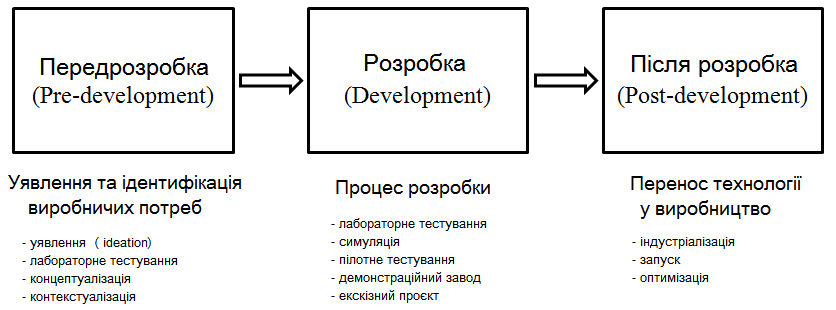 Передрозробка
(Pre-development)
Розробка
(Development)
Після розробка
(Post-development)
Уявлення та ідентифікація
виробничих потреб
- уявлення ( ideation)
- лабораторне тестування
- концептуалізація
- контекстуалізація
Процес розробки
- лабораторне тестування
- симуляція
- пілотне тестування
- демонстраційний завод
- екскізний проєкт
Перенос технології
у виробництво
- індустріалізація
- запуск
- оптимізація